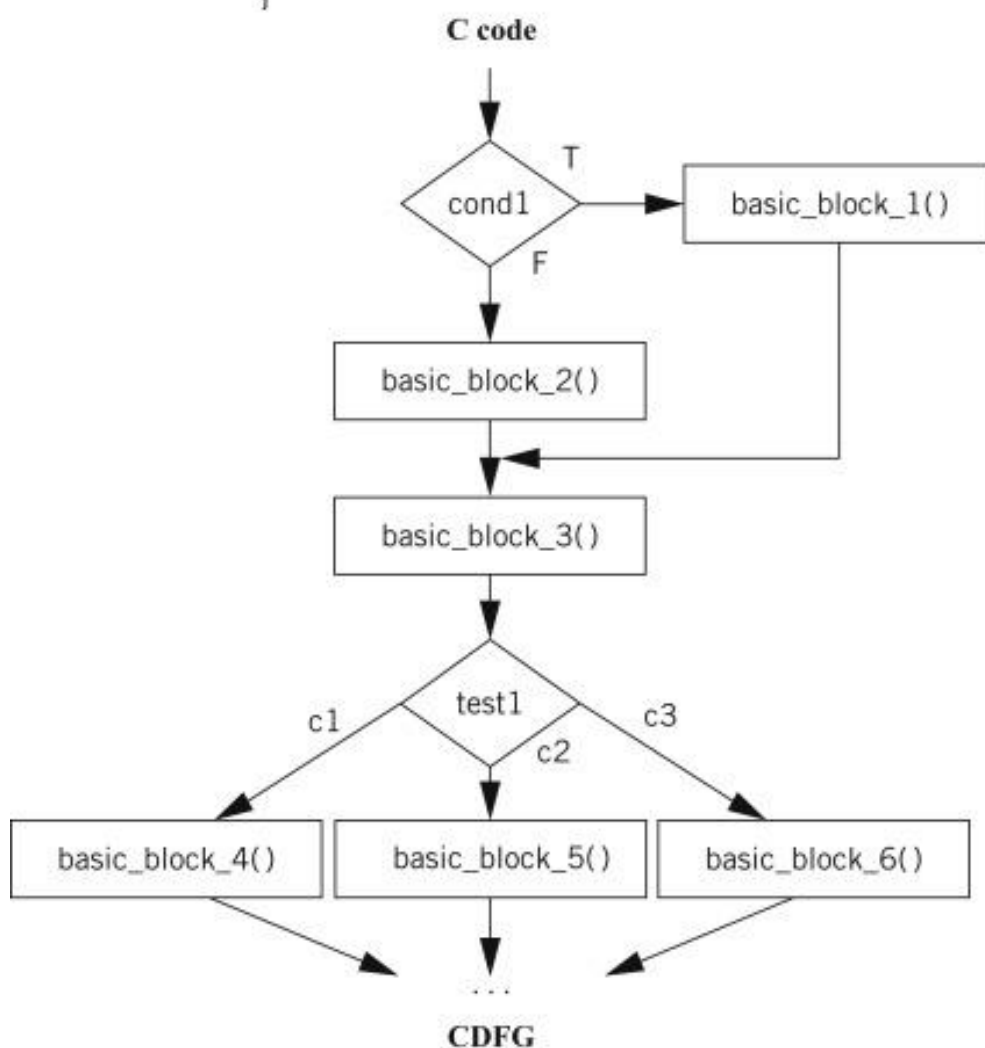 }
C code
T
cond1
basic_block_1()
F
basic_block_2()
basic_block_3()
test1
c1
c3
c2
basic_block_4()
basic_block_5()
basic_block_6()
...
CDFG